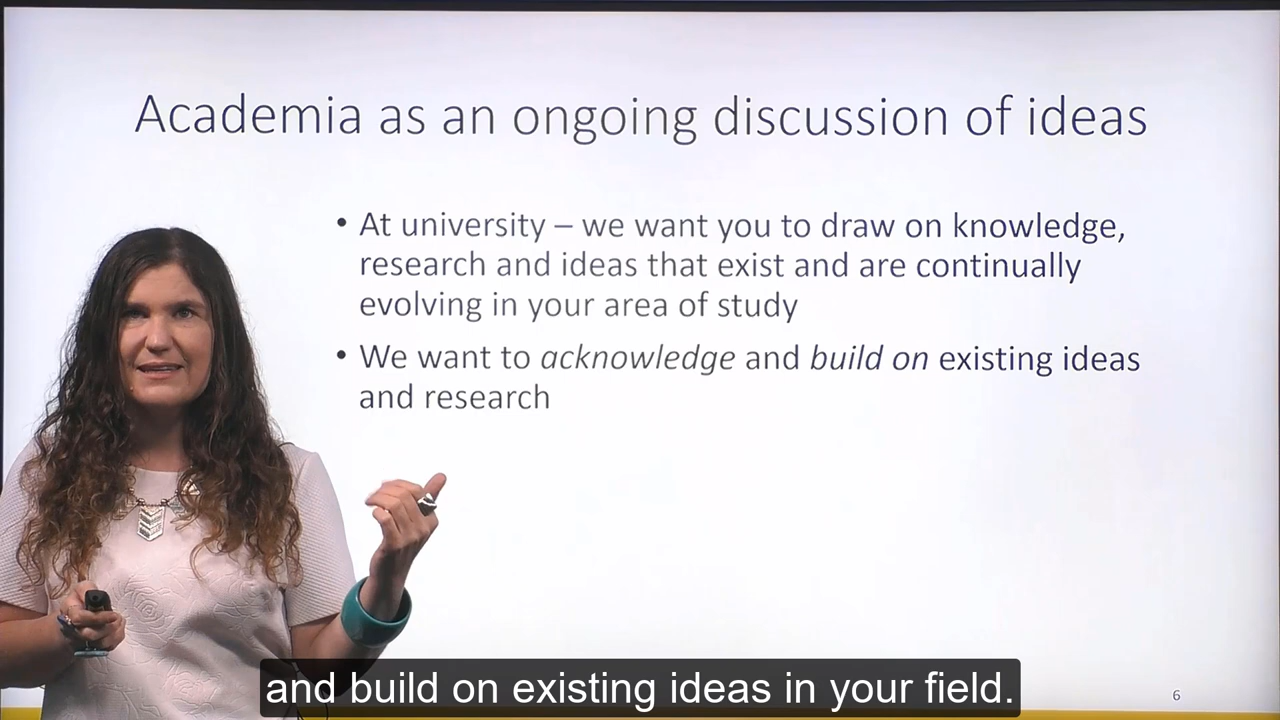 Academia as an ongoing discussion of ideas
• At university – we want you to draw on knowledge,
research and ideas that exist and are continually
evolving in your area of study
• We want to acknowledge and build on existing ideas
and research
and build on existing ideas in your field.
6